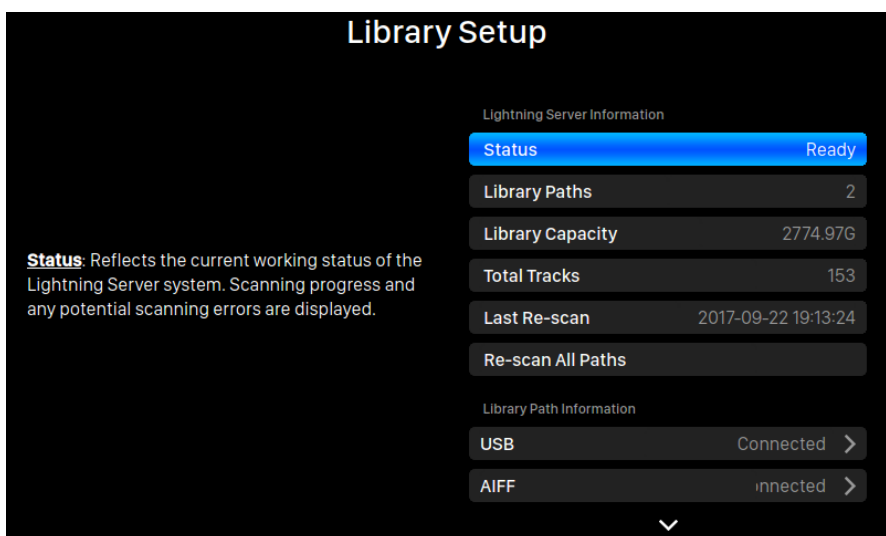 Library Setup
Lightning Server Information
Status Ready
Library Paths 2
Library Capacity 2774.97G
Total Tracks 153
Last Re-scan 2017-09-22 19:13:24
Re-scan All Paths
Library Path Information
USB Connected
AIFF
Status: Reflects the current working status of the
Lightning Server system. Scanning progress and
any potential scanning errors are displayed.